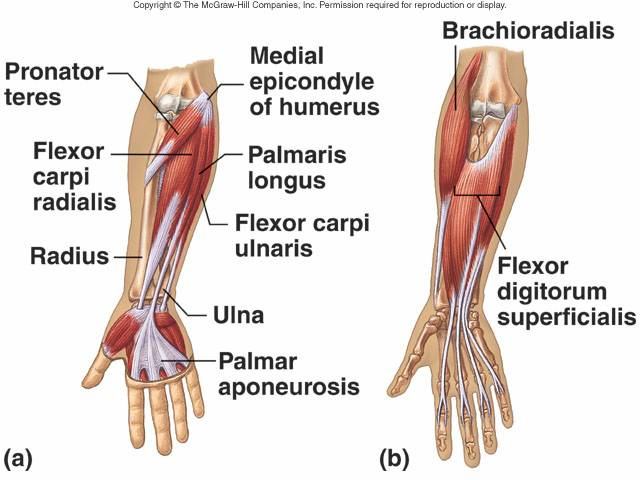 Copyright © The McGraw-Hill Companies, Inc. Permission required for reproduction or display.
Pronator
teres
Medial
epicondyle
of humerus
Flexor
carpi
radialis
Palmaris
longus
Flexor carpi
ulnaris
Radius
Ulna
Palmar
aponeurosis
(a)
Brachioradialis
Flexor
digitorum
superficialis
(b)